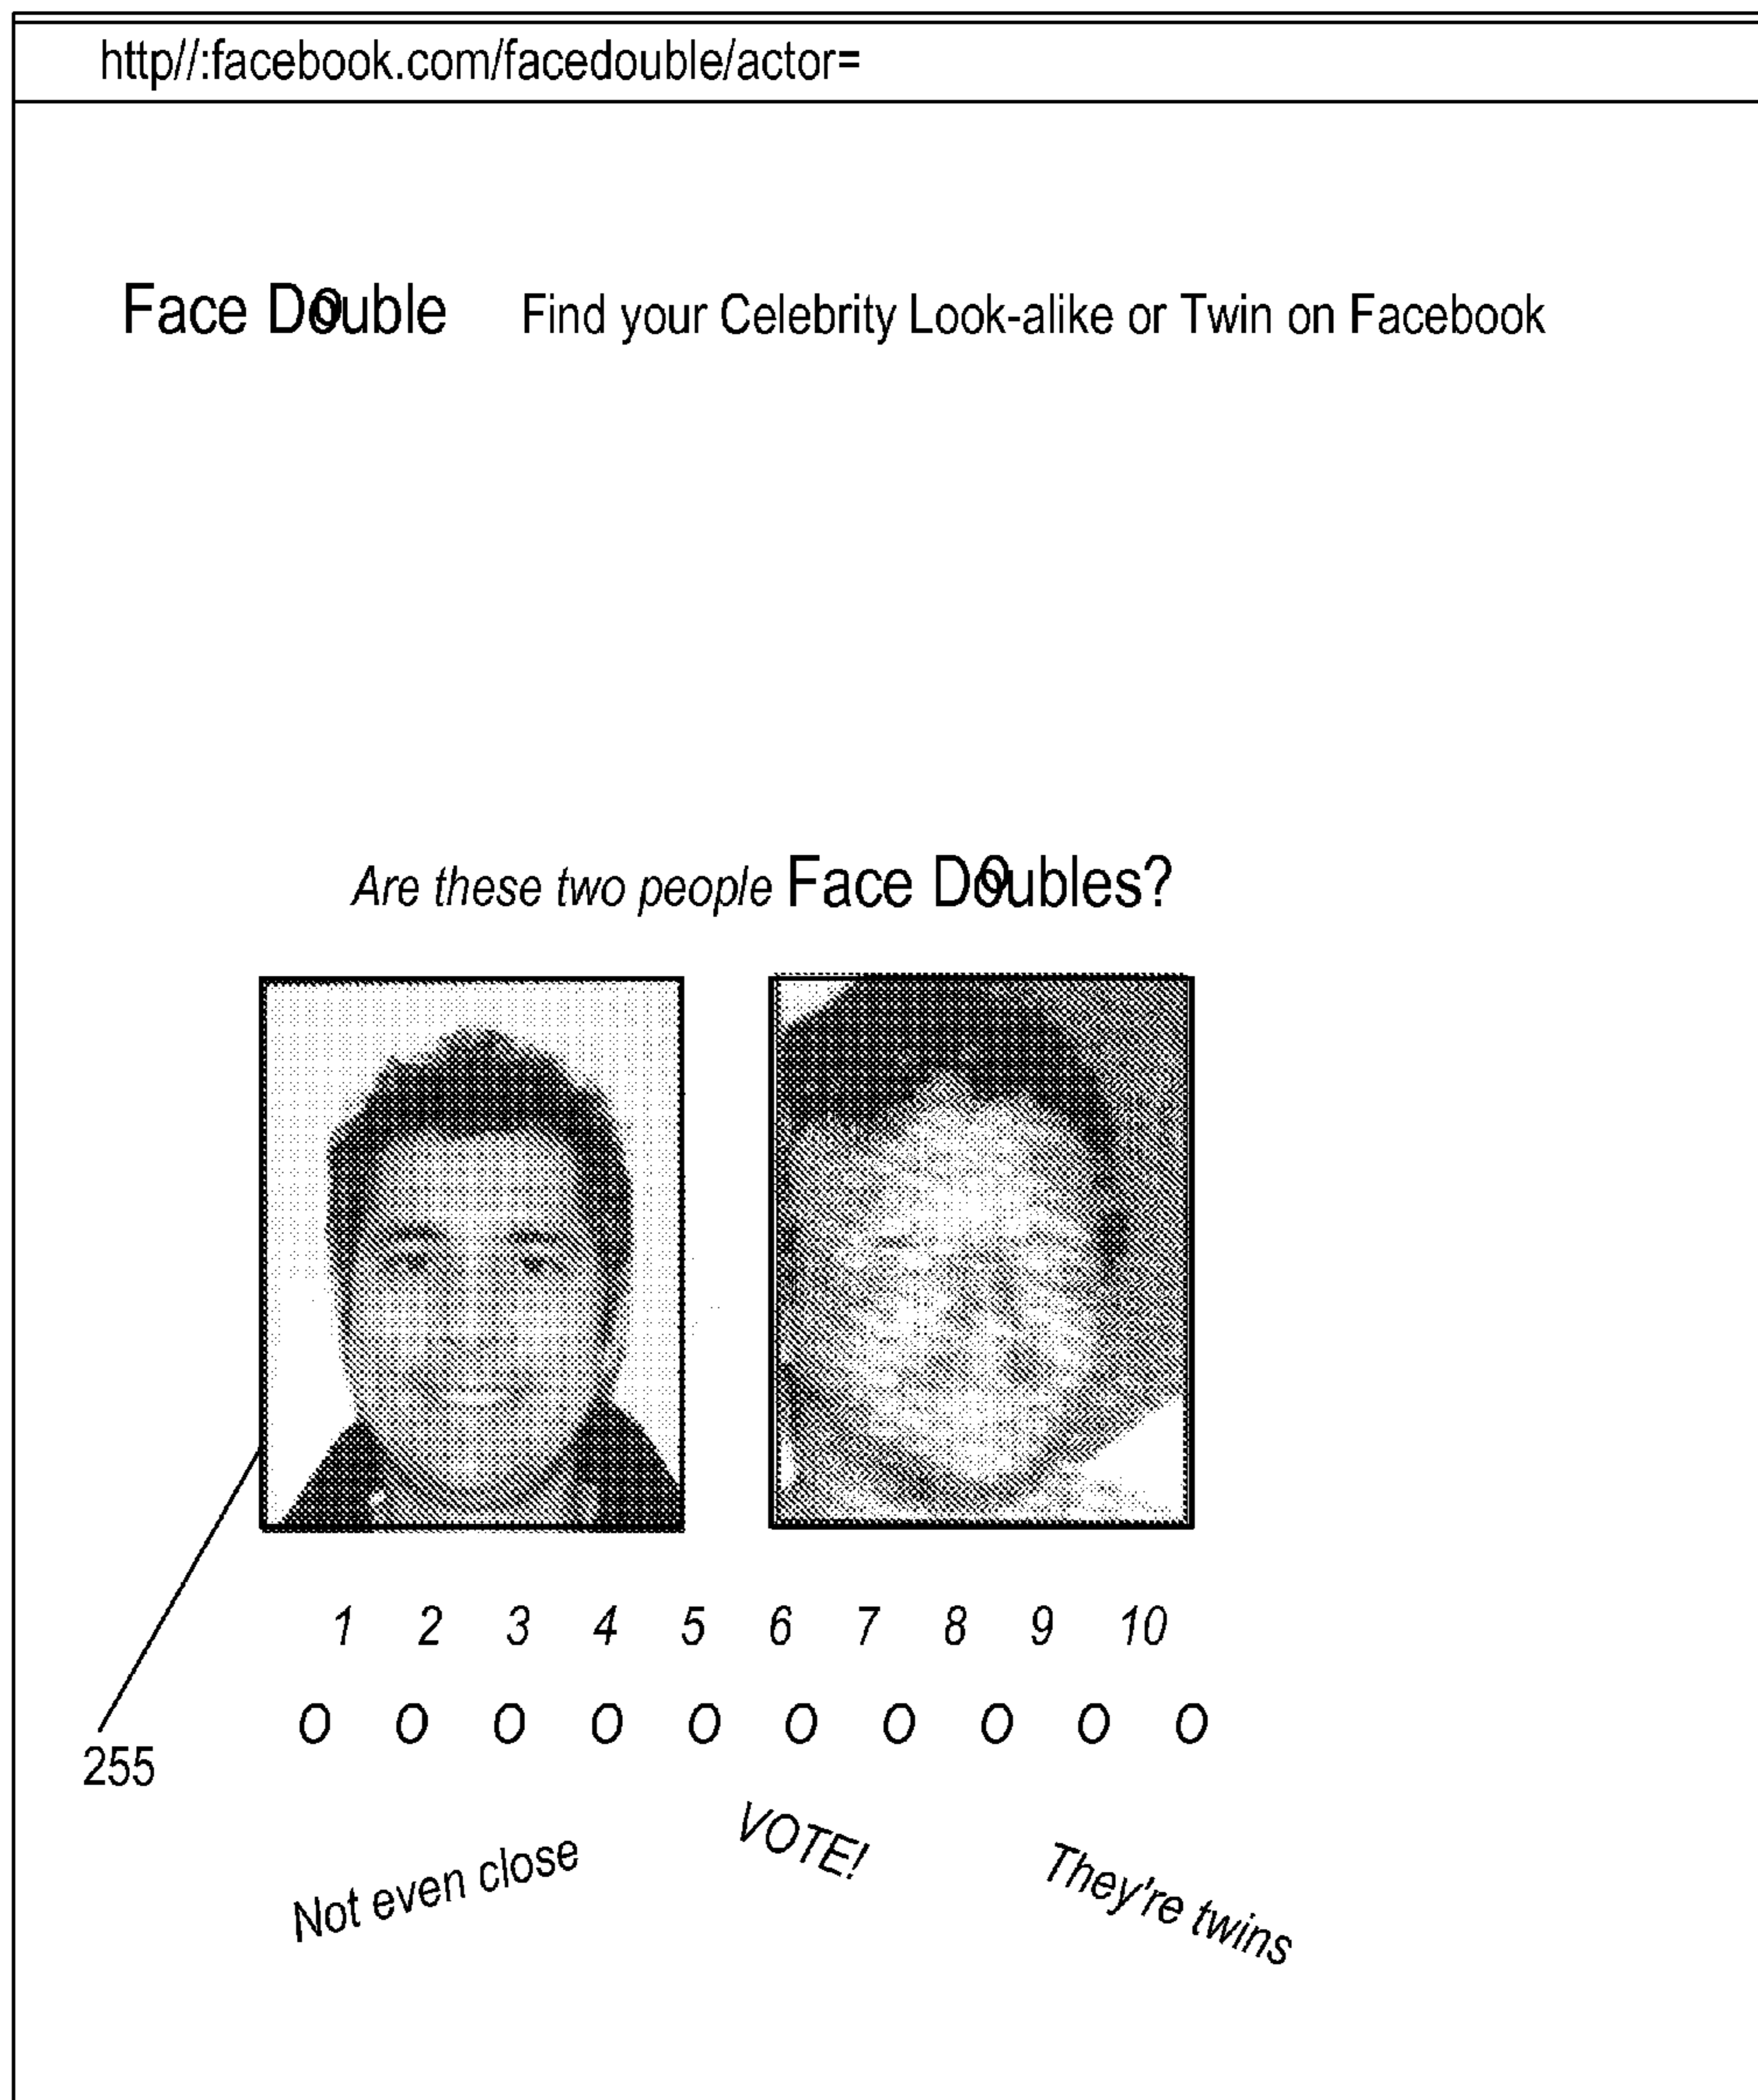 http//:facebook.com/facedouble/actor=
Face Double Find your Celebrity Look-alike or Twin on Facebook
Are these two people Face Doubles?
1 2 3 4 5 6 7 8 9 10
O O O O O O O O O O
255
Not even close VOTE! They're twins